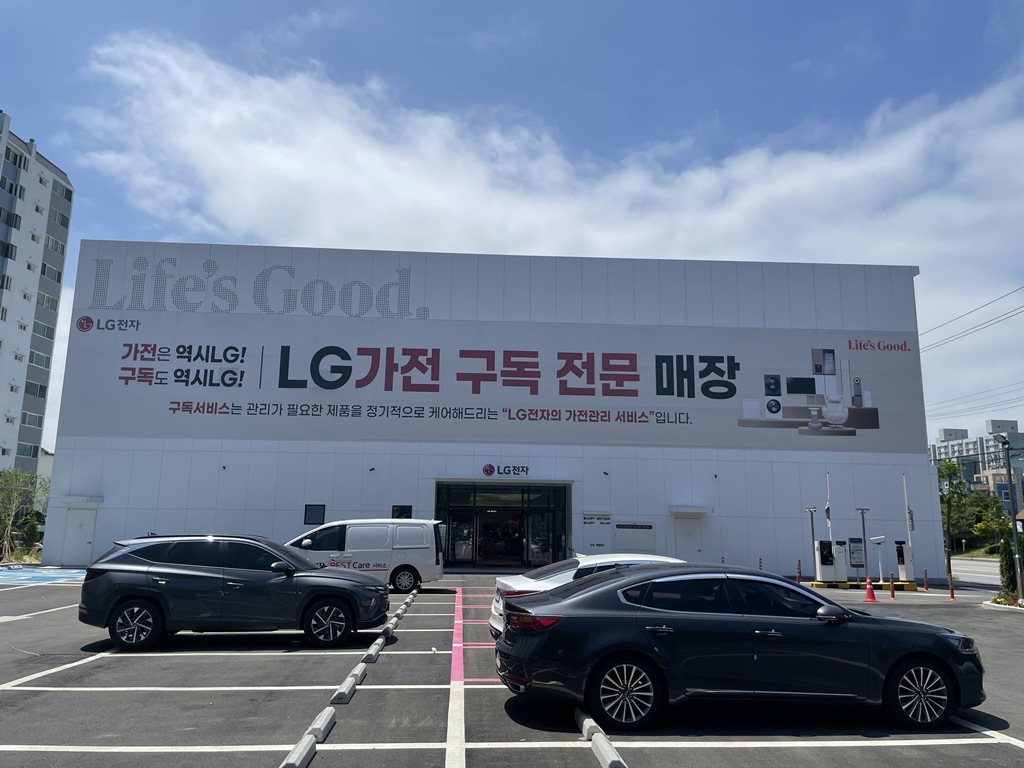 Life's Good.
LG전자
Life's Good.
가전은 역시LG!
구독도 역시LG!
LG가전 구독 전문 매장
구독서비스는 관리가 필요한 제품을 정기적으로 케어해드리는 “LG전자의 가전관리 서비스”입니다.
LG전자
BEST Care 서비스